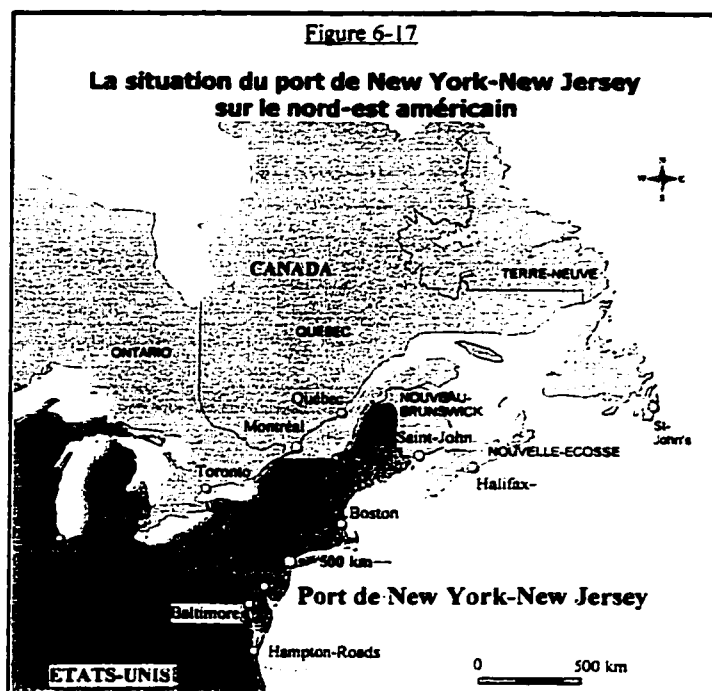 Figure 6-17
La situation du port de New York-New Jersey
sur le nord-est américain
N
W E
S
CANADA
TERRE-NEUVE
QUEBEC
ONTARIO
Québec
NOUVEAU-
BRUNSWICK
Montréal
Saint-John
St-
John's
NOUVELLE-ECOSSE
Toronto
Halifax
Boston
500 km
Port de New York-New Jersey
Baltimore
Hampton-Roads
ETATS-UNIS
0 500 km